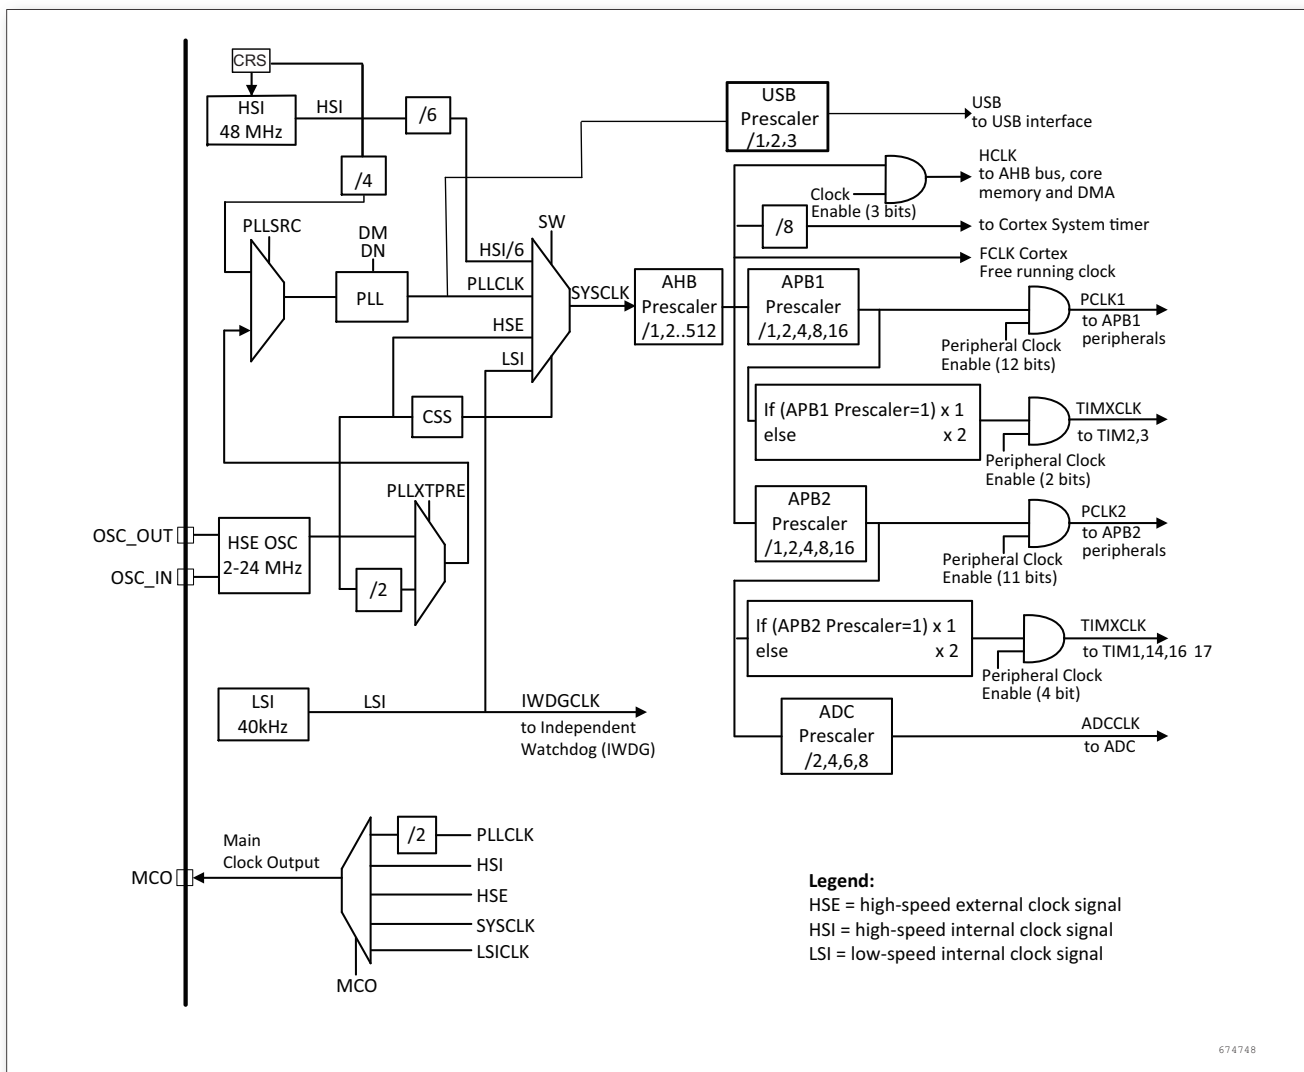 CRS
HSI
48 MHz
HSI
/6
/4
PLLSRC
DM
DN
PLL
SW
HSI/6
PLLCLK
HSE
LSI
SYSCLK
CSS
PLLXTPRE
OSC_OUT
OSC_IN
HSE OSC
2-24 MHz
/2
LSI
40kHz
LSI
IWDGCLK
to Independent
Watchdog (IWDG)
USB
Prescaler
/1,2,3
USB
to USB interface
HCLK
to AHB bus, core
memory and DMA
Clock
Enable (3 bits)
/8
to Cortex System timer
FCLK Cortex
Free running clock
AHB
Prescaler
/1,2..512
APB1
Prescaler
/1,2,4,8,16
PCLK1
to APB1
peripherals
Peripheral Clock
Enable (12 bits)
If (APB1 Prescaler=1) x 1
else x 2
TIMXCLK
to TIM2,3
Peripheral Clock
Enable (2 bits)
APB2
Prescaler
/1,2,4,8,16
PCLK2
to APB2
peripherals
Peripheral Clock
Enable (11 bits)
If (APB2 Prescaler=1) x 1
else x 2
TIMXCLK
to TIM1,14,16 17
Peripheral Clock
Enable (4 bit)
ADC
Prescaler
/2,4,6,8
ADCCLK
to ADC
Main
Clock Output
MCO
/2
PLLCLK
HSI
HSE
SYSCLK
LSICLK
MCO
Legend:
HSE = high-speed external clock signal
HSI = high-speed internal clock signal
LSI = low-speed internal clock signal
674748